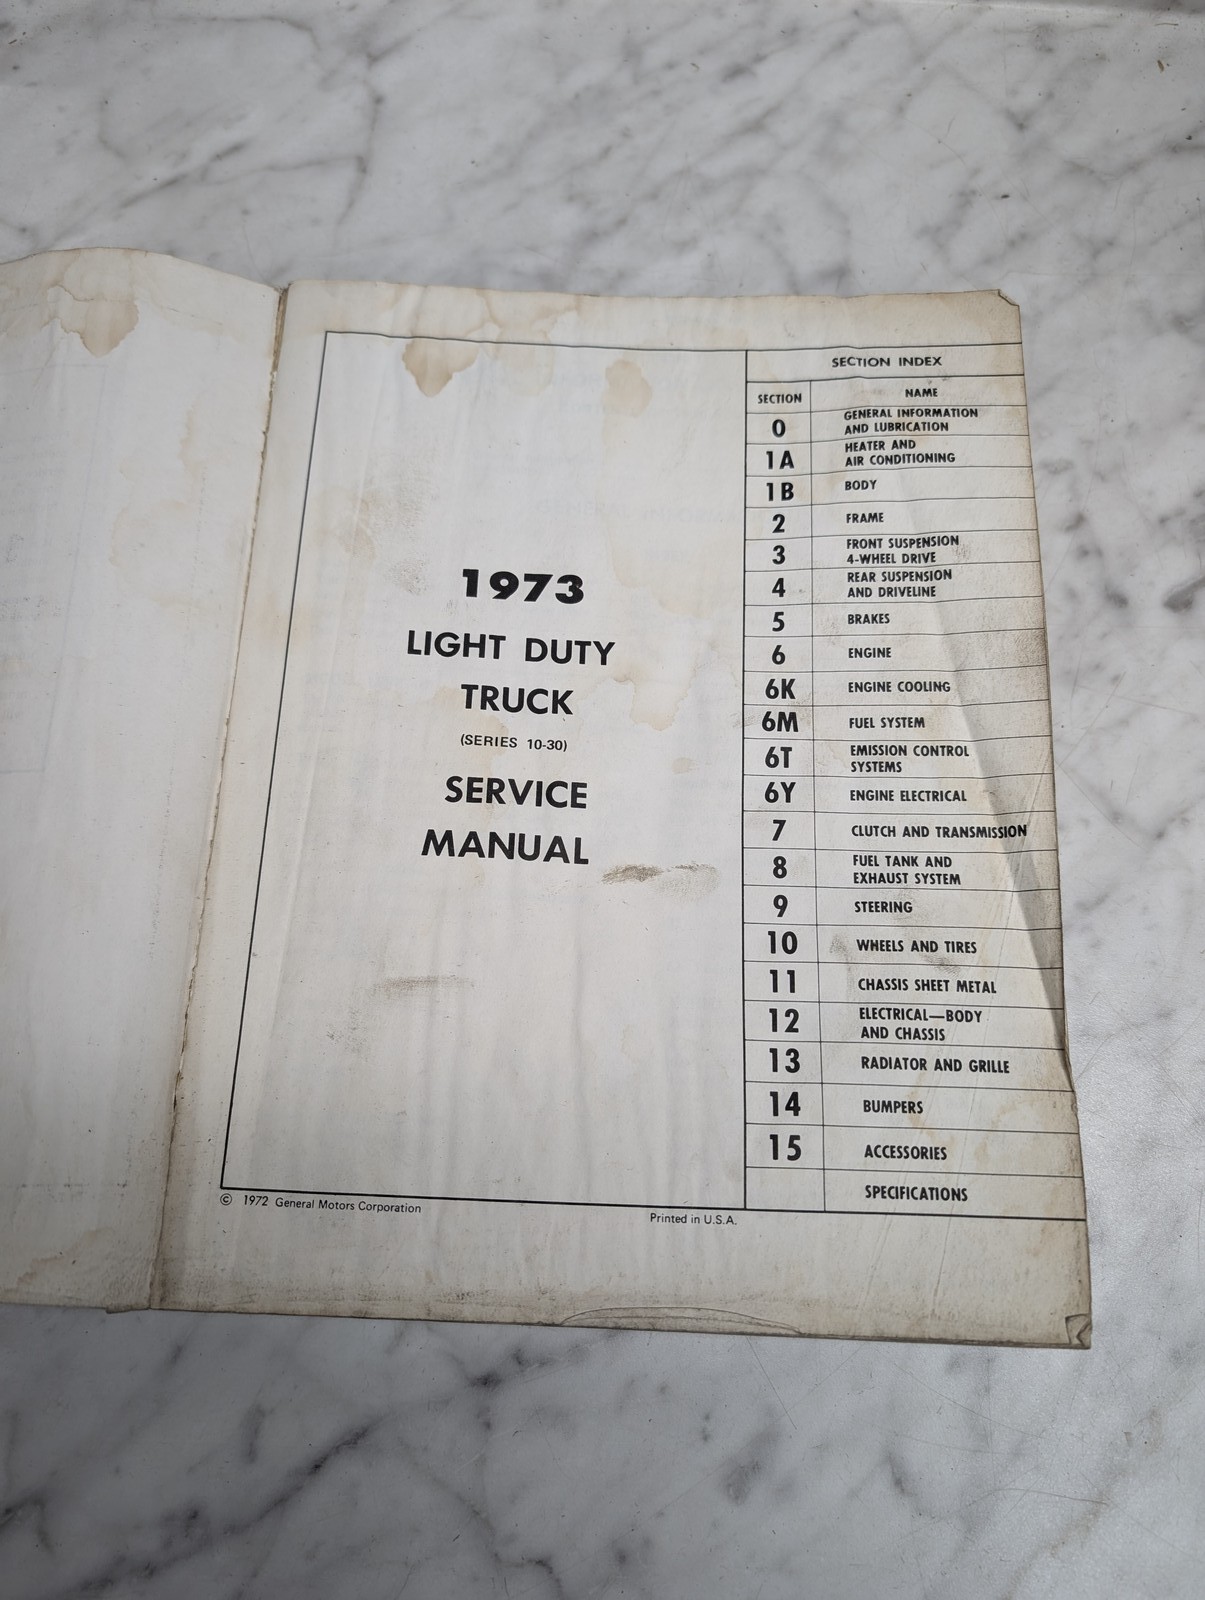 1973
LIGHT DUTY
TRUCK
(SERIES 10-30)
SERVICE
MANUAL
© 1972 General Motors Corporation
Printed in U.S.A.
SECTION INDEX
SECTION NAME
0 GENERAL INFORMATION
AND LUBRICATION
1A HEATER AND
AIR CONDITIONING
1B BODY
2 FRAME
3 FRONT SUSPENSION
4-WHEEL DRIVE
4 REAR SUSPENSION
AND DRIVELINE
5 BRAKES
6 ENGINE
6K ENGINE COOLING
6M FUEL SYSTEM
6T EMISSION CONTROL
SYSTEMS
6Y ENGINE ELECTRICAL
7 CLUTCH AND TRANSMISSION
8 FUEL TANK AND
EXHAUST SYSTEM
9 STEERING
10 WHEELS AND TIRES
11 CHASSIS SHEET METAL
12 ELECTRICAL—BODY
AND CHASSIS
13 RADIATOR AND GRILLE
14 BUMPERS
15 ACCESSORIES
SPECIFICATIONS